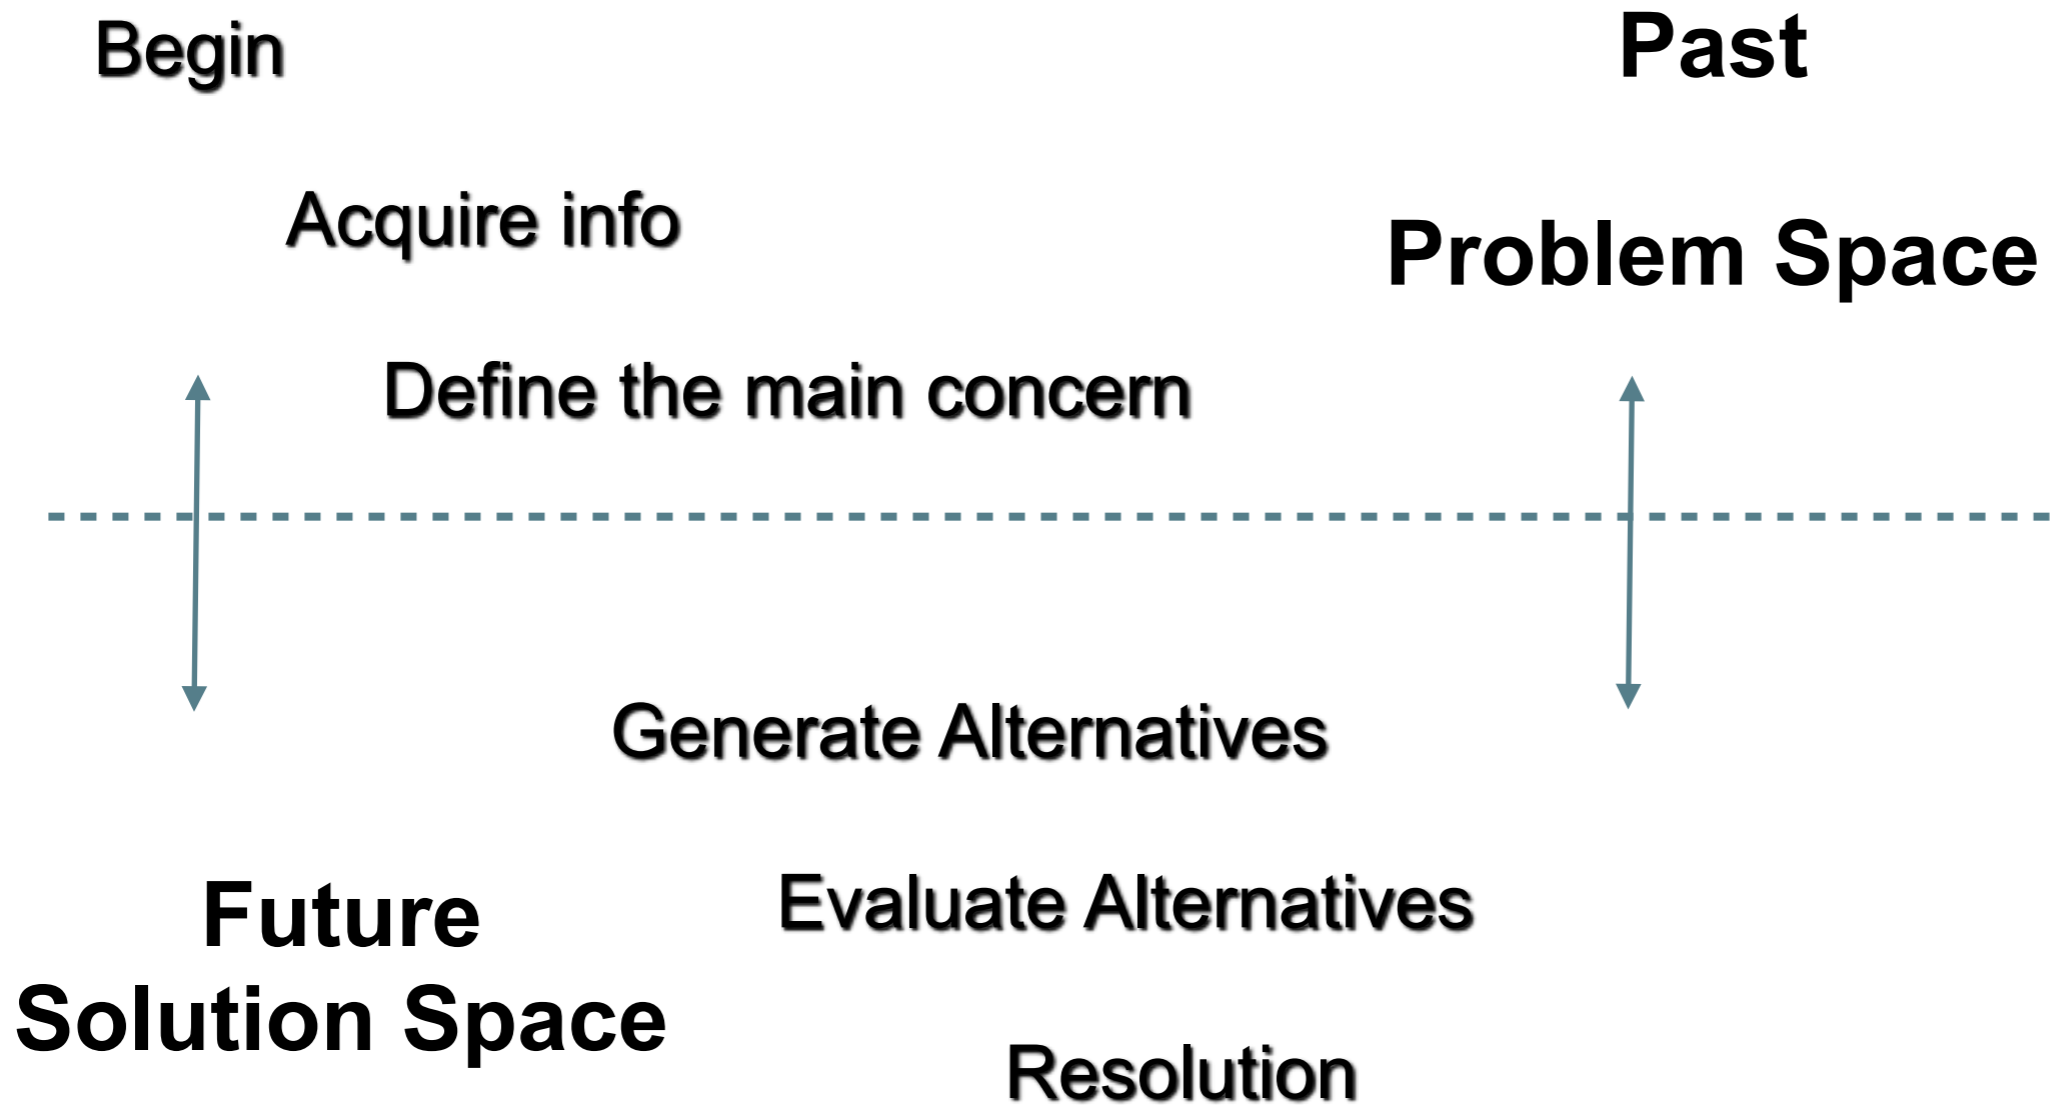 Begin
Past
Acquire info
Problem Space
Define the main concern
Generate Alternatives
Evaluate Alternatives
Future
Solution Space
Resolution